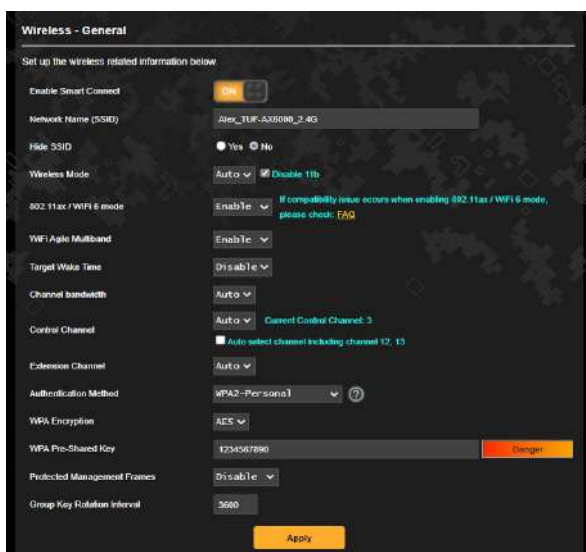 Wireless - General
Set up the wireless related information below.
Enable Smart Connect ON
Network Name (SSID) Alex_TUF-AX6000_2.4G
Hide SSID Yes No
Wireless Mode Auto Disable 11b
802.11ax / WiFi 6 mode Enable If compatibility issue occurs when enabling 802.11ax / WiFi 6 mode,
please check: FAQ
WiFi Agile Multiband Enable
Target Wake Time Disable
Channel bandwidth Auto
Control Channel Auto Current Control Channel: 3
Auto select channel including channel 12, 13
Extension Channel Auto
Authentication Method WPA2-Personal ?
WPA Encryption AES
WPA Pre-Shared Key 1234567890 Danger
Protected Management Frames Disable
Group Key Rotation Interval 3600
Apply